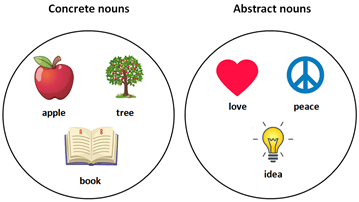 Concrete nouns
Abstract nouns
apple
tree
book
love
peace
idea